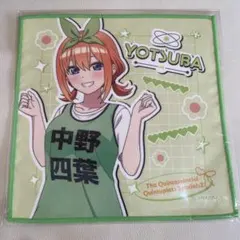 YOTSUBA
中野
四葉
The Quintessential
Quintuplets